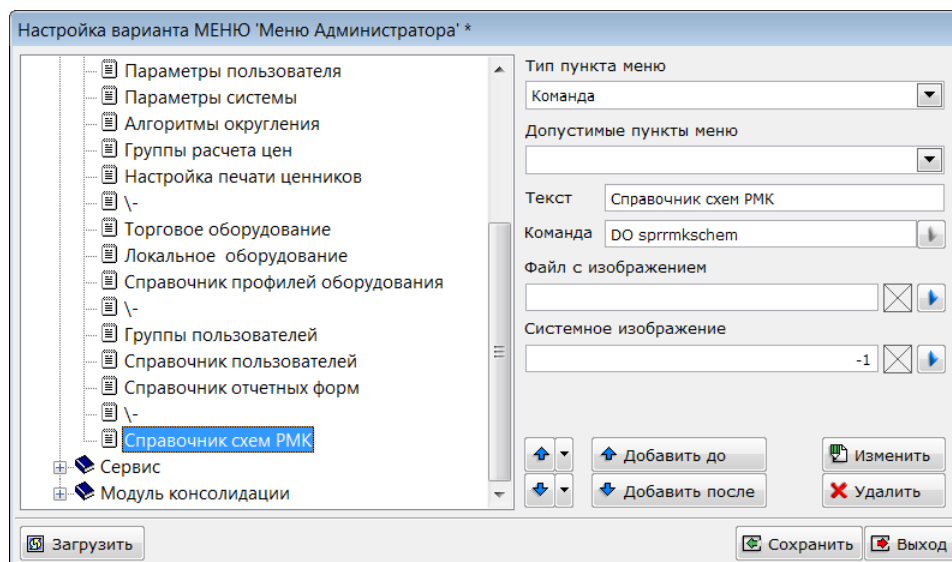 Настройка варианта МЕНЮ 'Меню Администратора' *
Параметры пользователя
Параметры системы
Алгоритмы округления
Группы расчета цен
Настройка печати ценников
\-
Торговое оборудование
Локальное оборудование
Справочник профилей оборудования
\-
Группы пользователей
Справочник пользователей
Справочник отчетных форм
\-
Справочник схем РМК
Сервис
Модуль консолидации
Тип пункта меню
Команда
Допустимые пункты меню
Текст Справочник схем РМК
Команда DO sprrmkschem
Файл с изображением
Системное изображение
-1
Добавить до Изменить
Добавить после Удалить
Загрузить Сохранить Выход